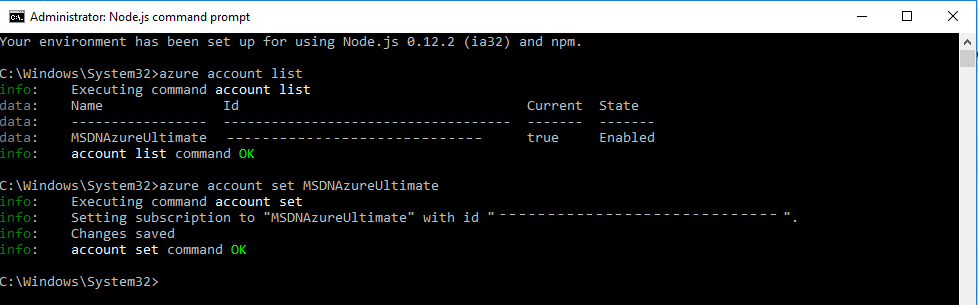 Administrator: Node.js command prompt
Your environment has been set up for using Node.js 0.12.2 (ia32) and npm.
C:\Windows\System32>azure account list
info:    Executing command account list
data:    Name               Id                                    Current  State
data:    -----------------  ------------------------------------  -------  -------
data:    MSDNAzureUltimate  - - - - - - - - - - - - - - - - - - - - - - - - - - - -  true     Enabled
info:    account list command OK
C:\Windows\System32>azure account set MSDNAzureUltimate
info:    Executing command account set
info:    Setting subscription to "MSDNAzureUltimate" with id "- - - - - - - - - - - - - - - - - - - - - - - - - - - - - -".
info:    Changes saved
info:    account set command OK
C:\Windows\System32>